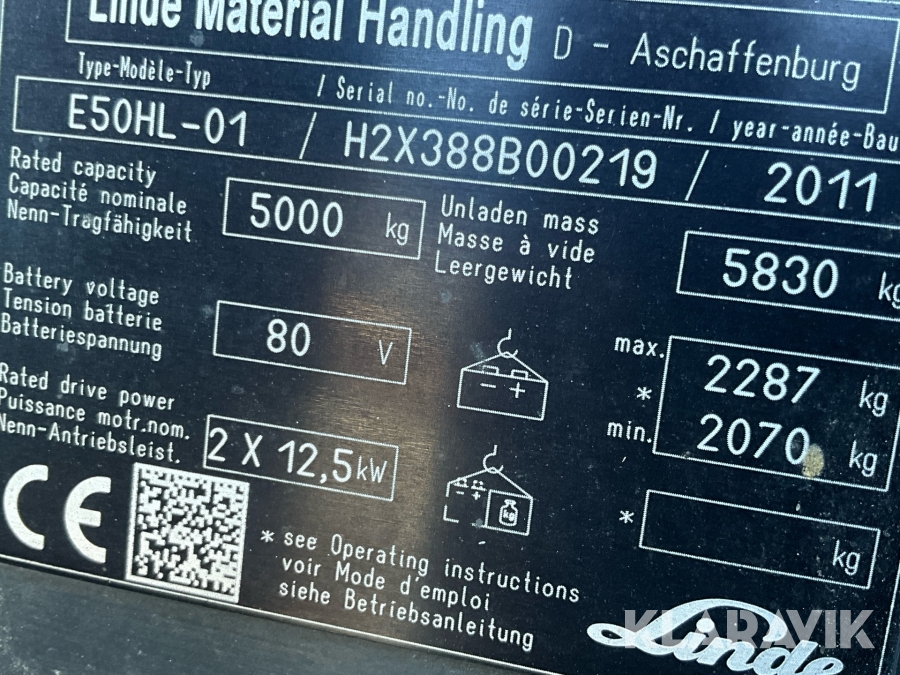 Linde Material Handling D - Aschaffenburg
Type-Modèle-Typ / Serial no.-No. de série-Serien-Nr. / year-année-Bau
E50HL-01 / H2X388B00219 / 2011
Rated capacity
Capacité nominale
Nenn-Tragfähigkeit
5000 kg
Unladen mass
Masse à vide
Leergewicht
5830 kg
Battery voltage
Tension batterie
Batteriespannung
80 V
- +
max. 2287 kg
*
min. 2070 kg
Rated drive power
Puissance motr.nom.
Nenn-Antriebsleist.
2 X 12,5 kW
- +
kg
* kg
CE
* see Operating instructions
voir Mode d'emploi
siehe Betriebsanleitung
Linde
KLARAVIK